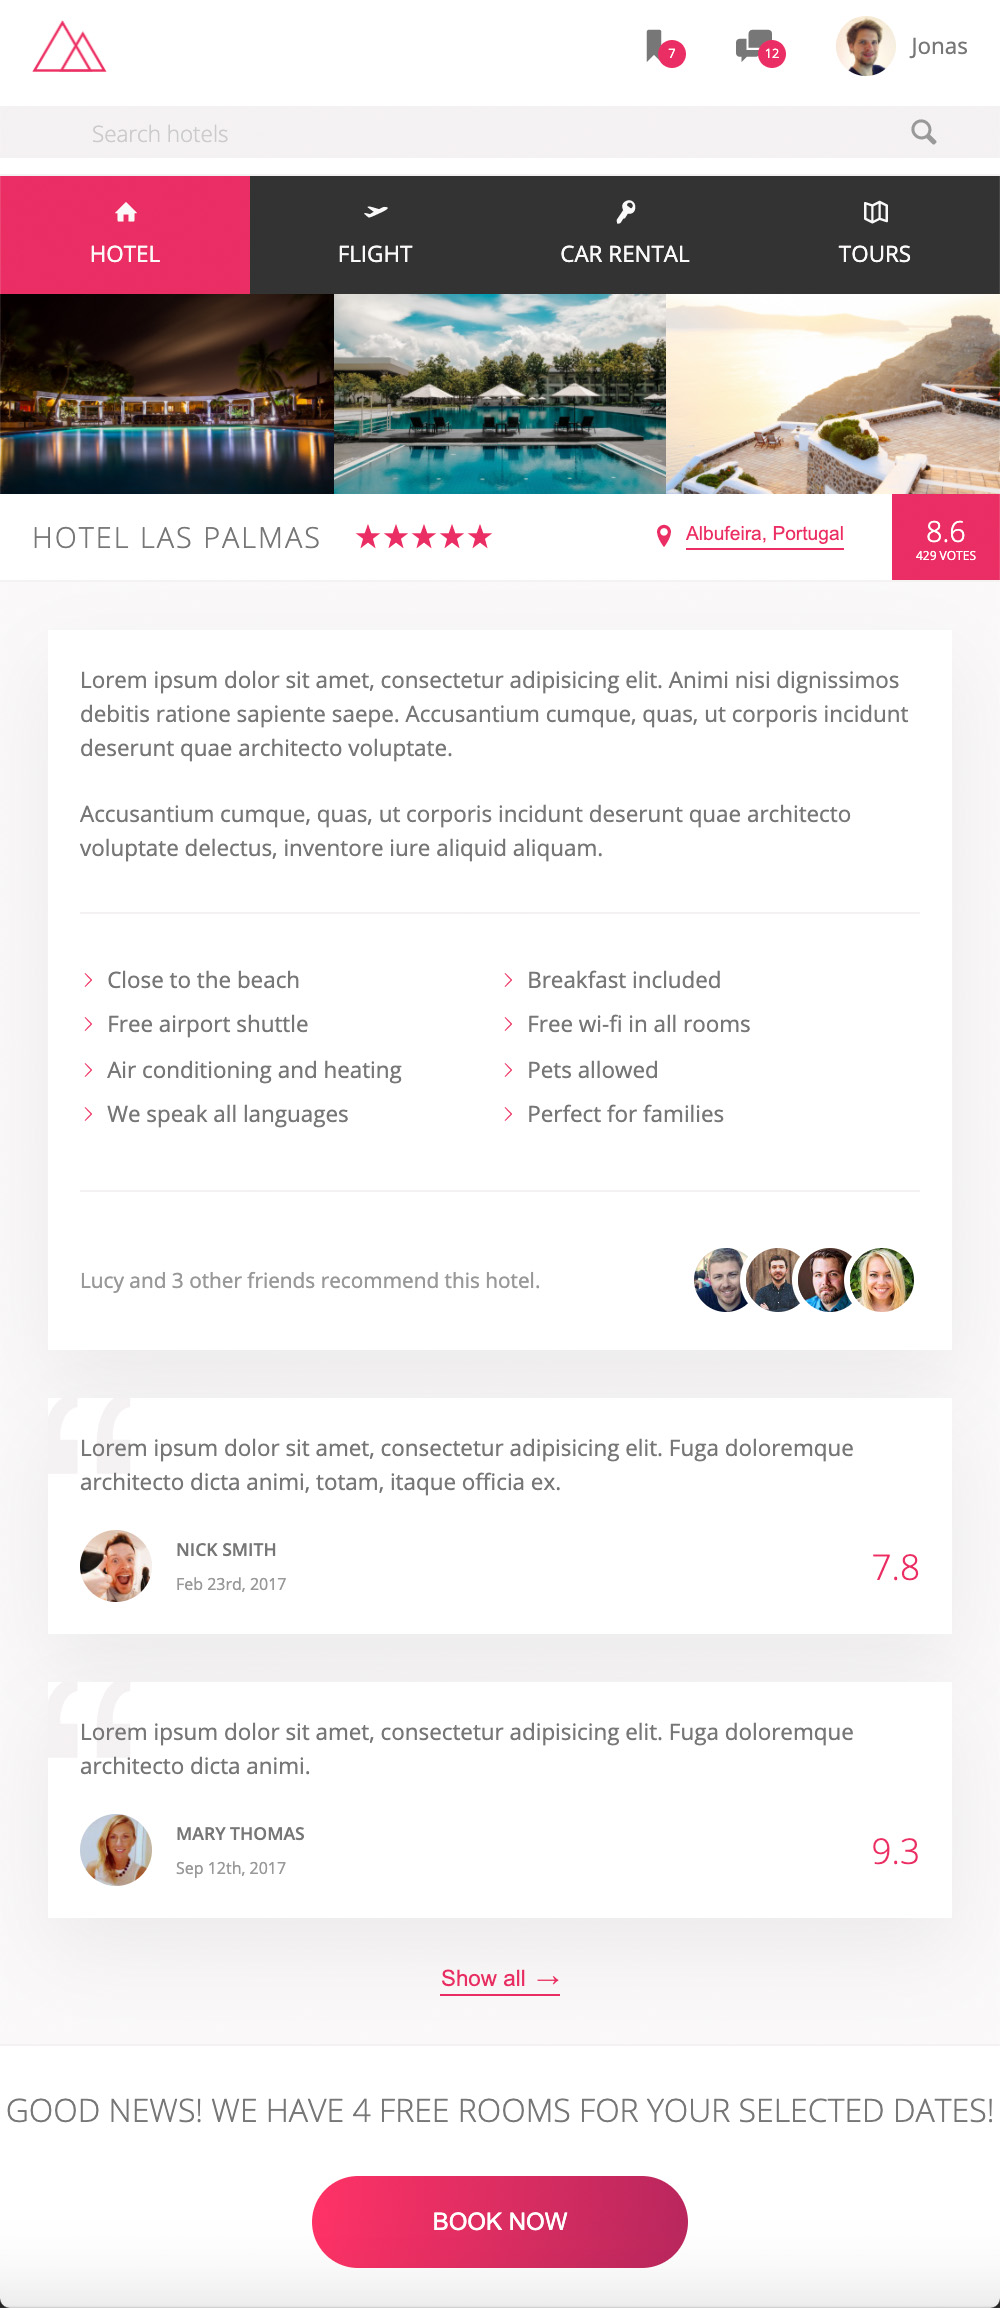 7
12
Jonas
Search hotels
HOTEL
FLIGHT
CAR RENTAL
TOURS
HOTEL LAS PALMAS
Albufeira, Portugal
8.6
429 VOTES
Lorem ipsum dolor sit amet, consectetur adipisicing elit. Animi nisi dignissimos
debitis ratione sapiente saepe. Accusantium cumque, quas, ut corporis incidunt
deserunt quae architecto voluptate.
Accusantium cumque, quas, ut corporis incidunt deserunt quae architecto
voluptate delectus, inventore iure aliquid aliquam.
Close to the beach
Breakfast included
Free airport shuttle
Free wi-fi in all rooms
Air conditioning and heating
Pets allowed
We speak all languages
Perfect for families
Lucy and 3 other friends recommend this hotel.
“
Lorem ipsum dolor sit amet, consectetur adipisicing elit. Fuga doloremque
architecto dicta animi, totam, itaque officia ex.
NICK SMITH
Feb 23rd, 2017
7.8
“
Lorem ipsum dolor sit amet, consectetur adipisicing elit. Fuga doloremque
architecto dicta animi.
MARY THOMAS
Sep 12th, 2017
9.3
Show all →
GOOD NEWS! WE HAVE 4 FREE ROOMS FOR YOUR SELECTED DATES!
BOOK NOW